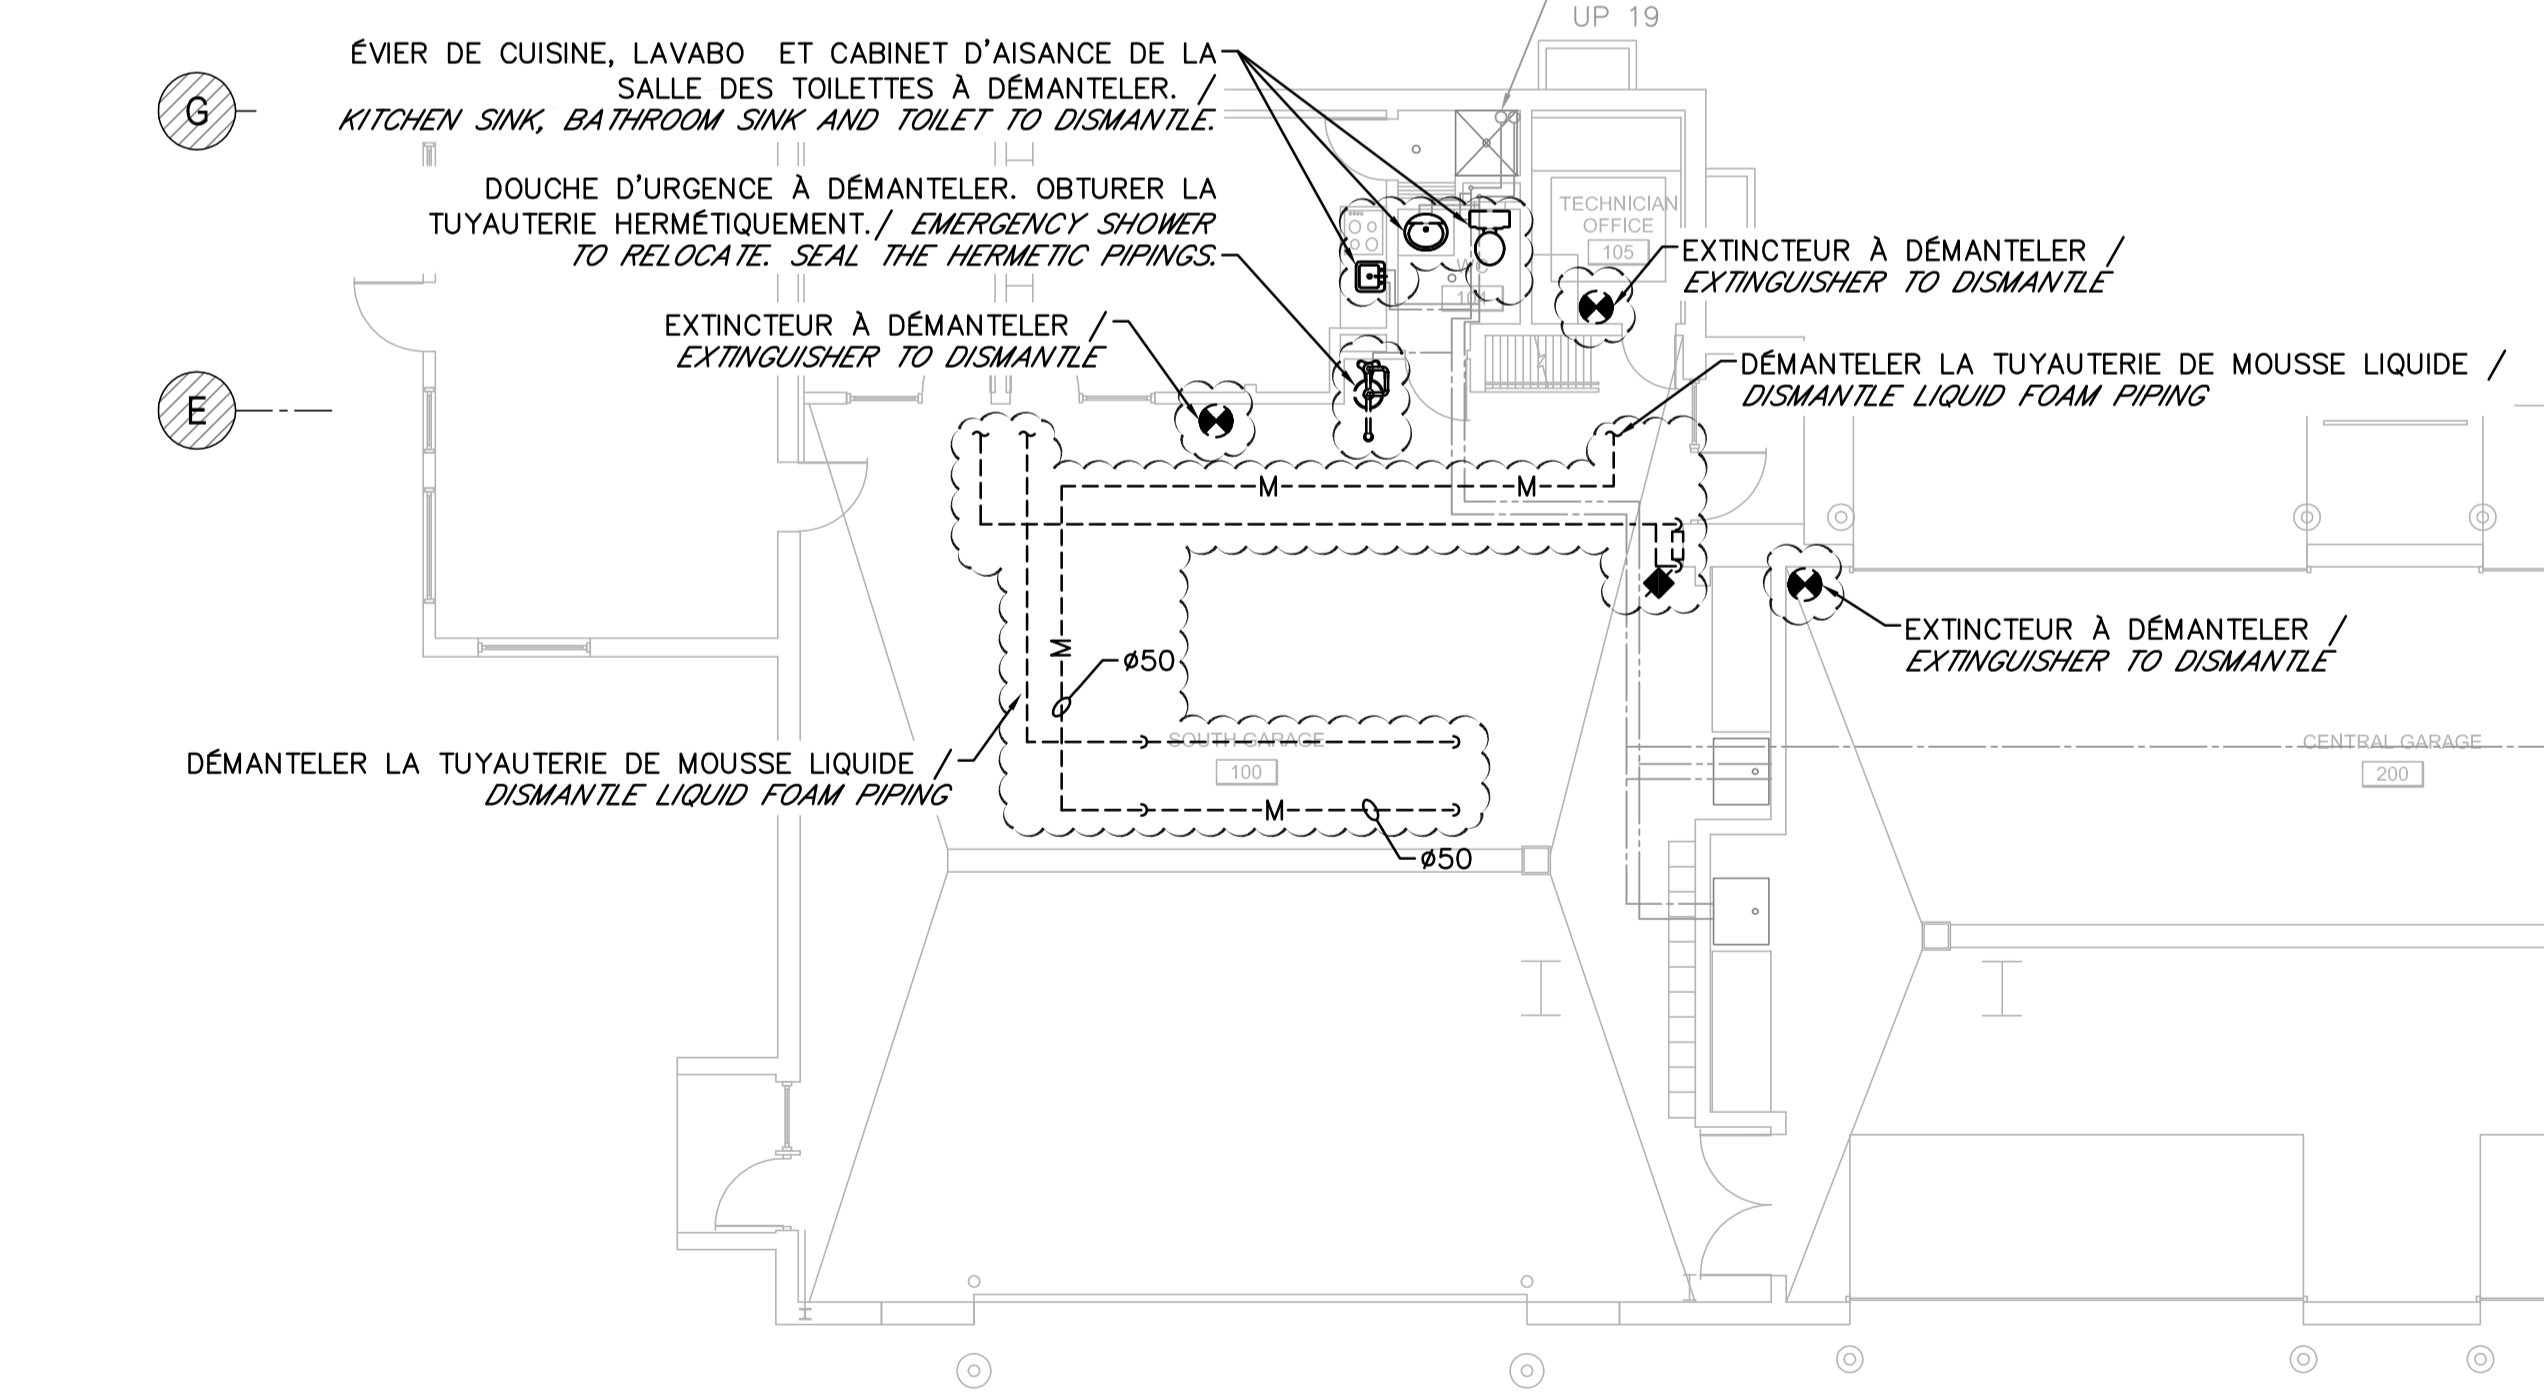 UP 19
ÉVIER DE CUISINE, LAVABO ET CABINET D'AISANCE DE LA
SALLE DES TOILETTES À DÉMANTELER. /
KITCHEN SINK, BATHROOM SINK AND TOILET TO DISMANTLE.
G
DOUCHE D'URGENCE À DÉMANTELER. OBTURER LA
TUYAUTERIE HERMÉTIQUEMENT./ EMERGENCY SHOWER
TO RELOCATE. SEAL THE HERMETIC PIPINGS.
TECHNICIAN
OFFICE
105
WC
101
EXTINCTEUR À DÉMANTELER /
EXTINGUISHER TO DISMANTLE
EXTINCTEUR À DÉMANTELER /
EXTINGUISHER TO DISMANTLE
DÉMANTELER LA TUYAUTERIE DE MOUSSE LIQUIDE /
DISMANTLE LIQUID FOAM PIPING
E
M
M
EXTINCTEUR À DÉMANTELER /
EXTINGUISHER TO DISMANTLE
M
ø50
SOUTH GARAGE
100
CENTRAL GARAGE
200
DÉMANTELER LA TUYAUTERIE DE MOUSSE LIQUIDE /
DISMANTLE LIQUID FOAM PIPING
M
ø50